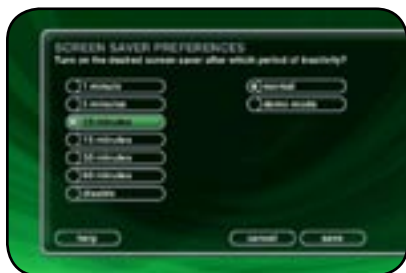 SCREEN SAVER PREFERENCES
Turn on the desired screen saver after which period of inactivity?
1 minute
5 minutes
10 minutes
15 minutes
30 minutes
60 minutes
disable
normal
demo mode
help
cancel
save